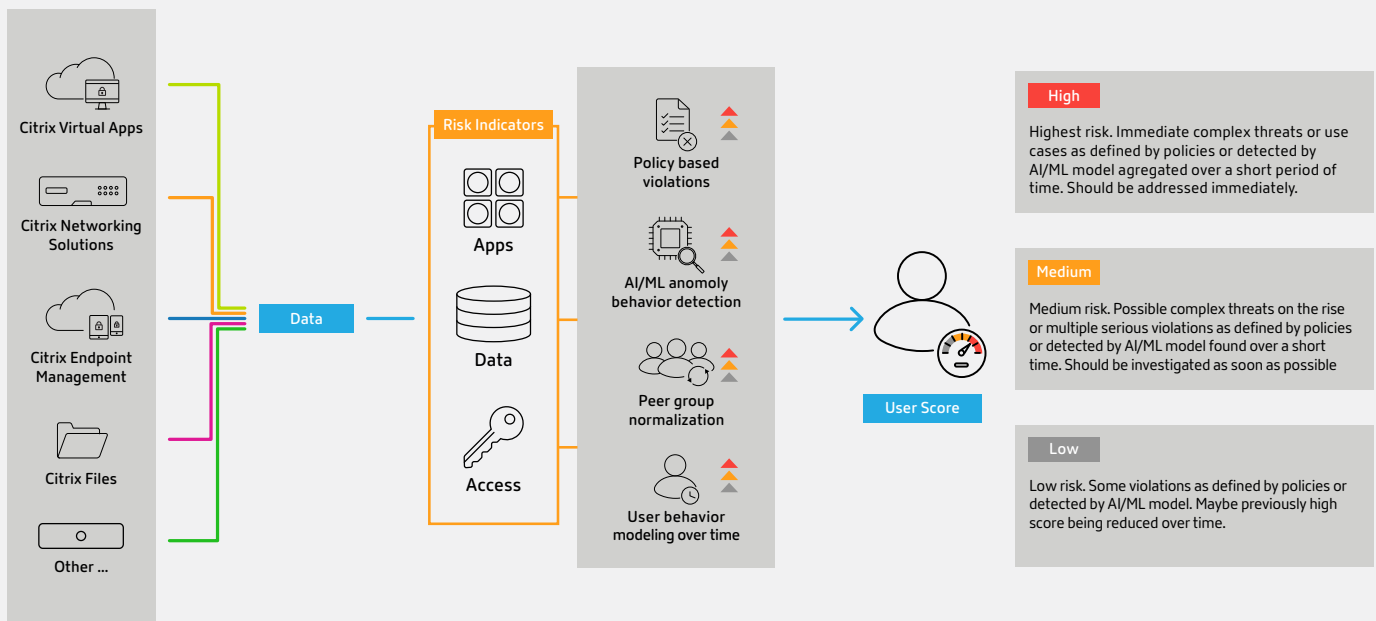 Citrix Virtual Apps
Citrix Networking
Solutions
Citrix Endpoint
Management
Citrix Files
Other ...
Data
Risk Indicators
Apps
Data
Access
Policy based
violations
AI/ML anomoly
behavior detection
Peer group
normalization
User behavior
modeling over time
User Score
High
Highest risk. Immediate complex threats or use
cases as defined by policies or detected by
AI/ML model agregated over a short period of
time. Should be addressed immediately.
Medium
Medium risk. Possible complex threats on the rise
or multiple serious violations as defined by policies
or detected by AI/ML model found over a short
time. Should be investigated as soon as possible
Low
Low risk. Some violations as defined by policies or
detected by AI/ML model. Maybe previously high
score being reduced over time.